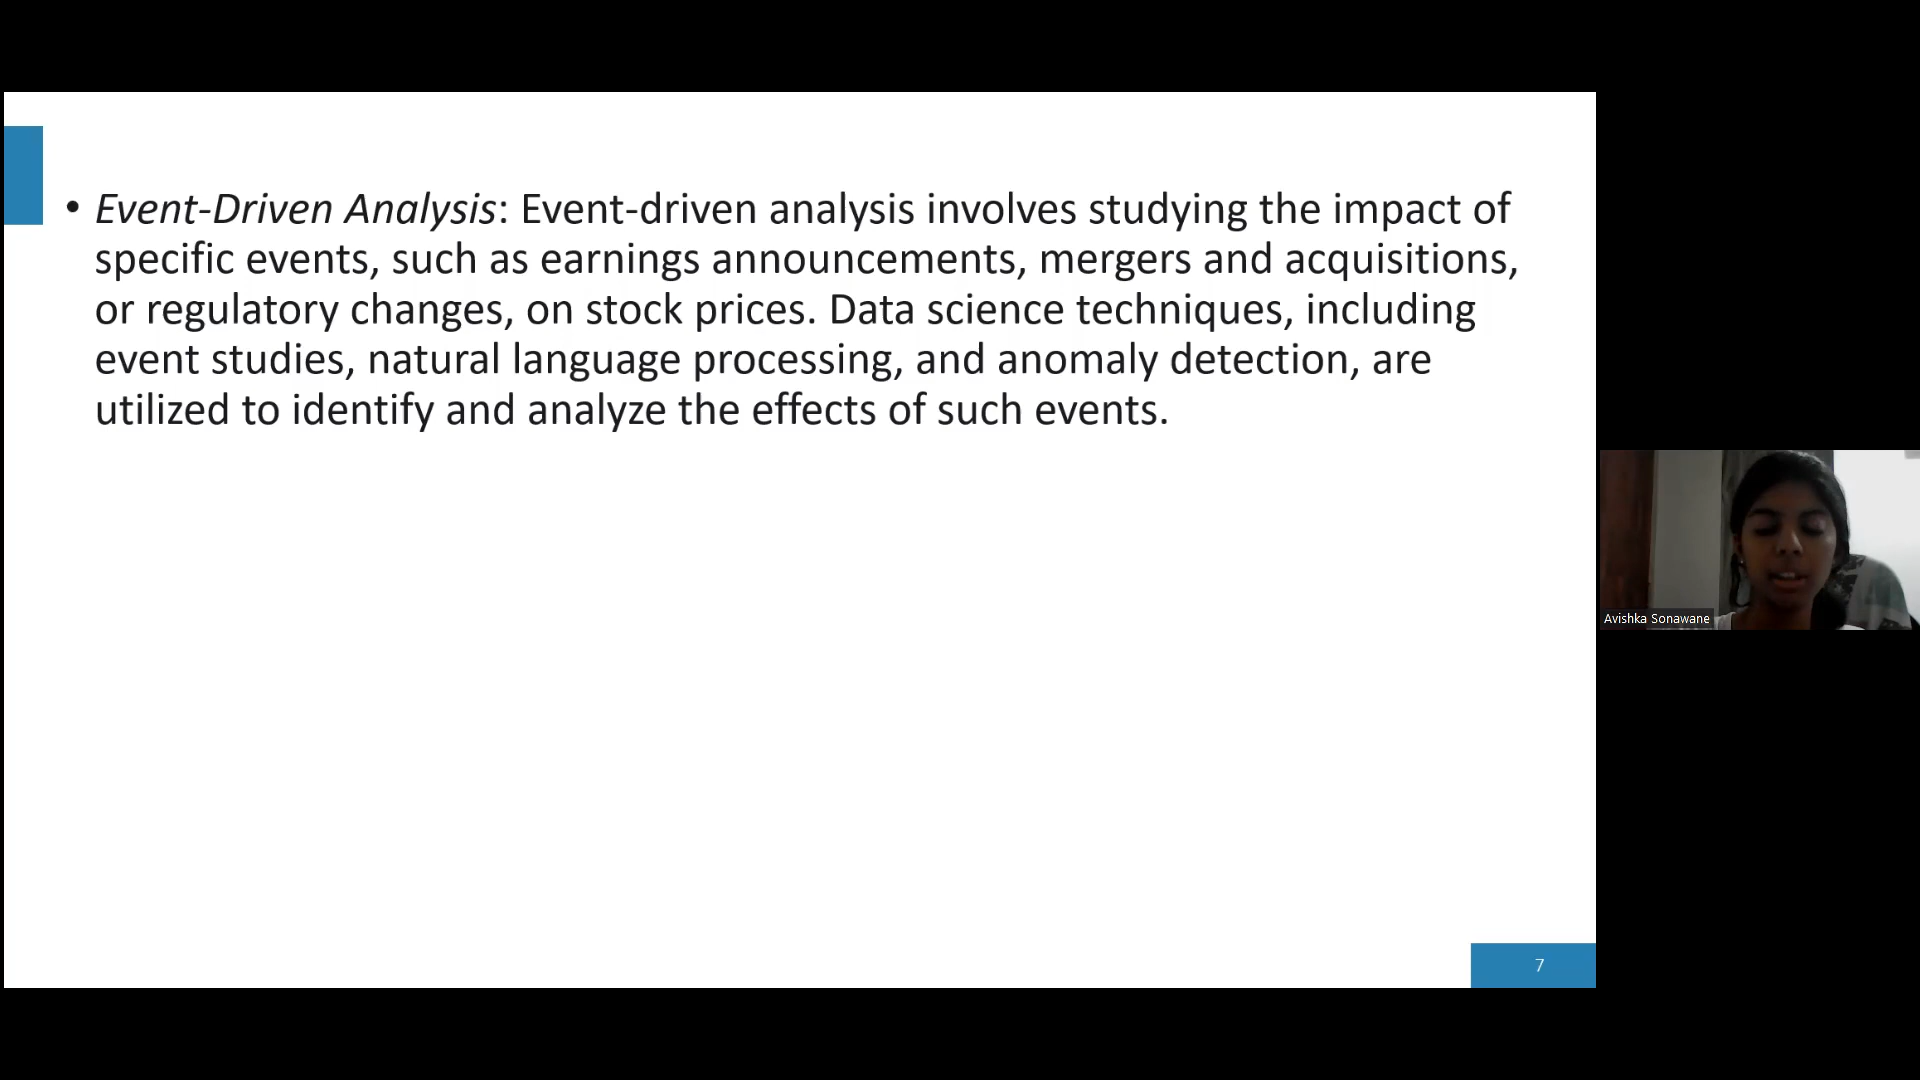 • Event-Driven Analysis: Event-driven analysis involves studying the impact of
specific events, such as earnings announcements, mergers and acquisitions,
or regulatory changes, on stock prices. Data science techniques, including
event studies, natural language processing, and anomaly detection, are
utilized to identify and analyze the effects of such events.
Avishka Sonawane
7